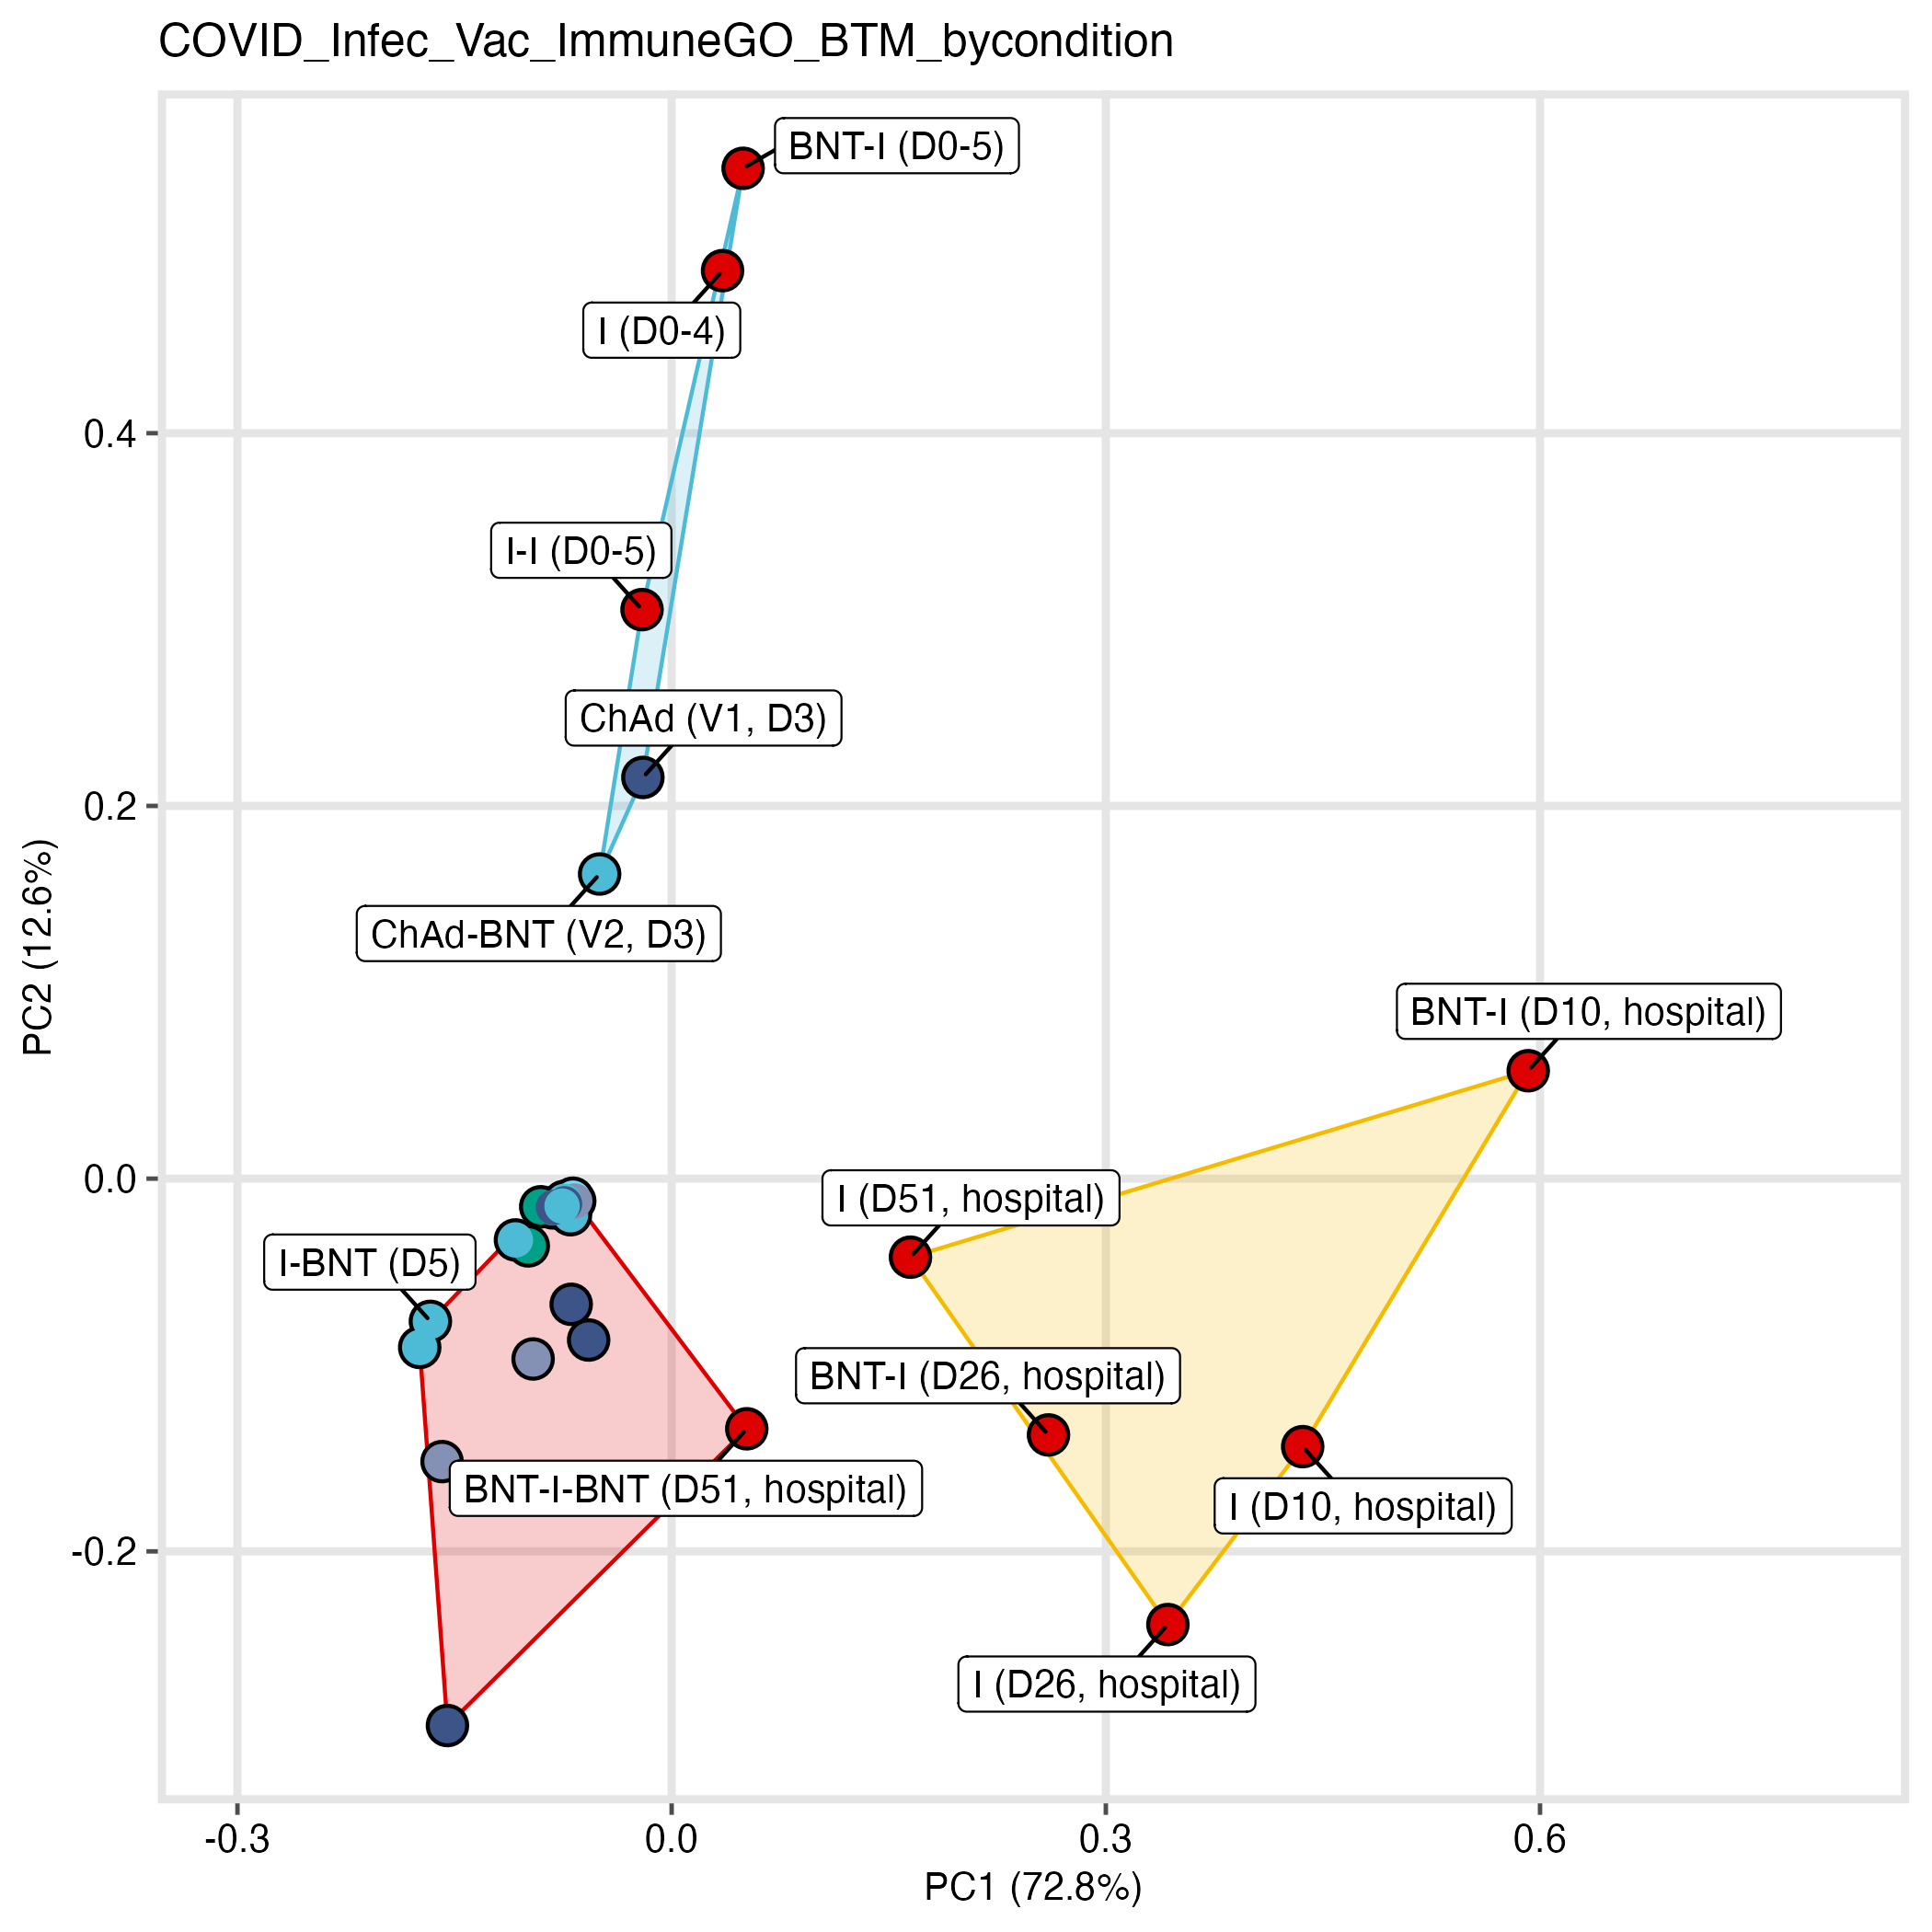 COVID_Infec_Vac_ImmuneGO_BTM_bycondition
BNT-I (D0-5)
I (D0-4)
0.4
I-I (D0-5)
ChAd (V1, D3)
0.2
ChAd-BNT (V2, D3)
PC2 (12.6%)
BNT-I (D10, hospital)
0.0
I (D51, hospital)
I-BNT (D5)
BNT-I (D26, hospital)
BNT-I-BNT (D51, hospital)
I (D10, hospital)
-0.2
I (D26, hospital)
-0.3
0.0
0.3
0.6
PC1 (72.8%)